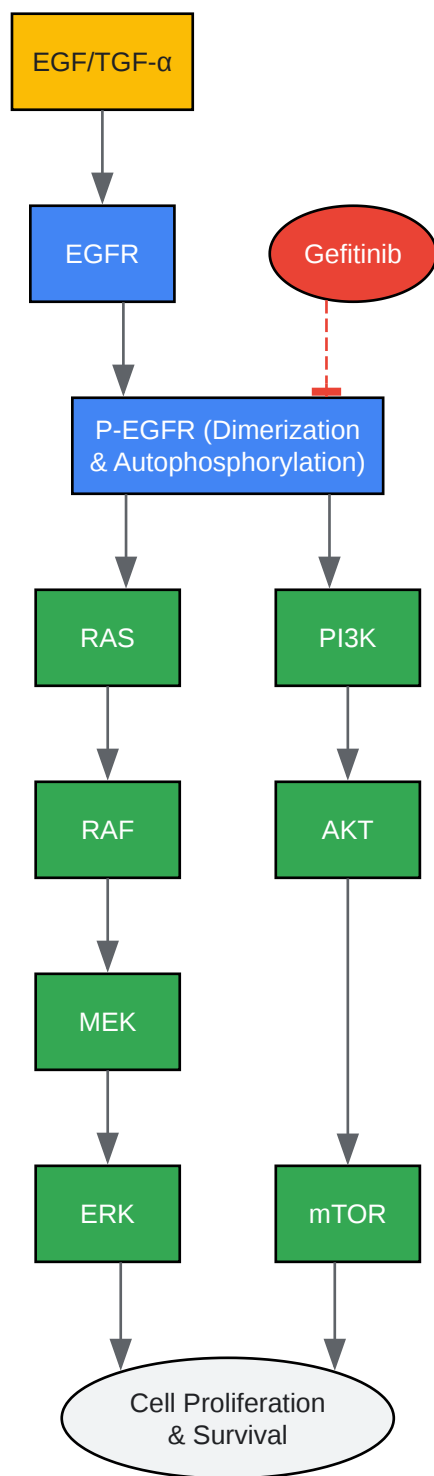 EGF/TGF-α
EGFR
Gefitinib
P-EGFR (Dimerization
& Autophosphorylation)
RAS
PI3K
RAF
AKT
MEK
ERK
mTOR
Cell Proliferation
& Survival